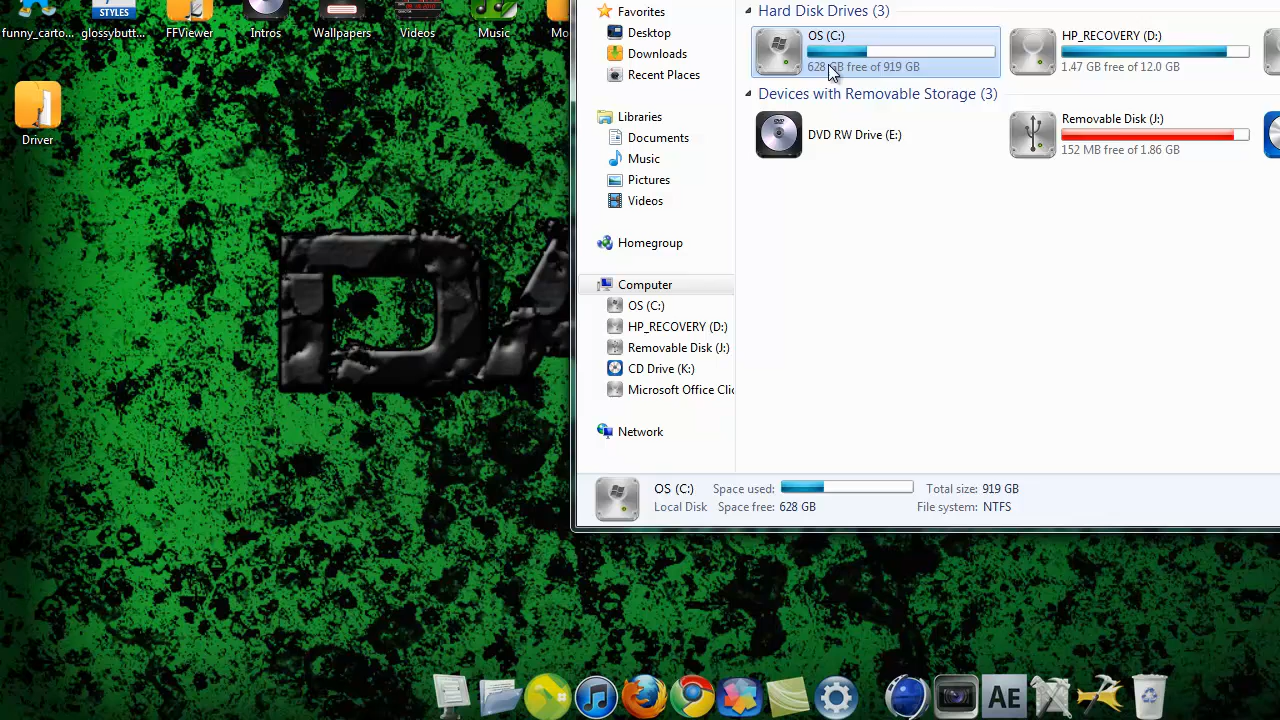 funny_carto...
STYLES
glossybutt...
FFViewer
Intros
Wallpapers
Videos
Music
Driver
Favorites
Desktop
Downloads
Recent Places
Libraries
Documents
Music
Pictures
Videos
Homegroup
Computer
OS (C:)
HP_RECOVERY (D:)
Removable Disk (J:)
CD Drive (K:)
Microsoft Office Clic
Network
Hard Disk Drives (3)
OS (C:)
628 GB free of 919 GB
HP_RECOVERY (D:)
1.47 GB free of 12.0 GB
Devices with Removable Storage (3)
DVD RW Drive (E:)
Removable Disk (J:)
152 MB free of 1.86 GB
OS (C:) Space used: Total size: 919 GB
Local Disk Space free: 628 GB File system: NTFS
AE